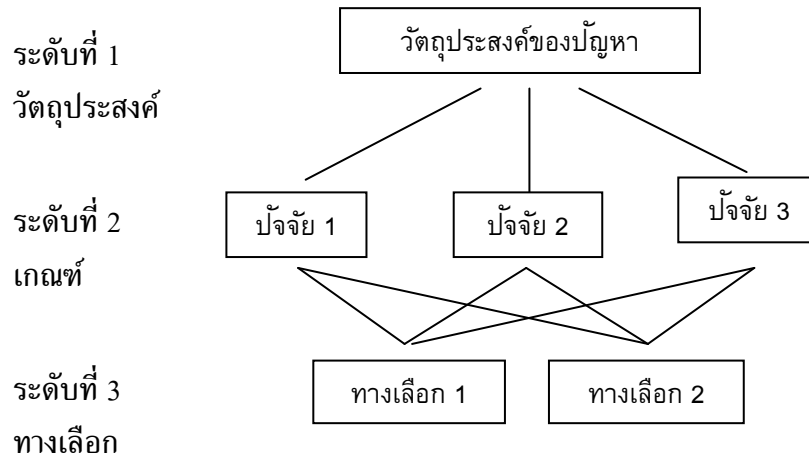 ระดับที่ 1
วัตถุประสงค์
วัตถุประสงค์ของปัญหา
ระดับที่ 2
เกณฑ์
ปัจจัย 1
ปัจจัย 2
ปัจจัย 3
ระดับที่ 3
ทางเลือก
ทางเลือก 1
ทางเลือก 2